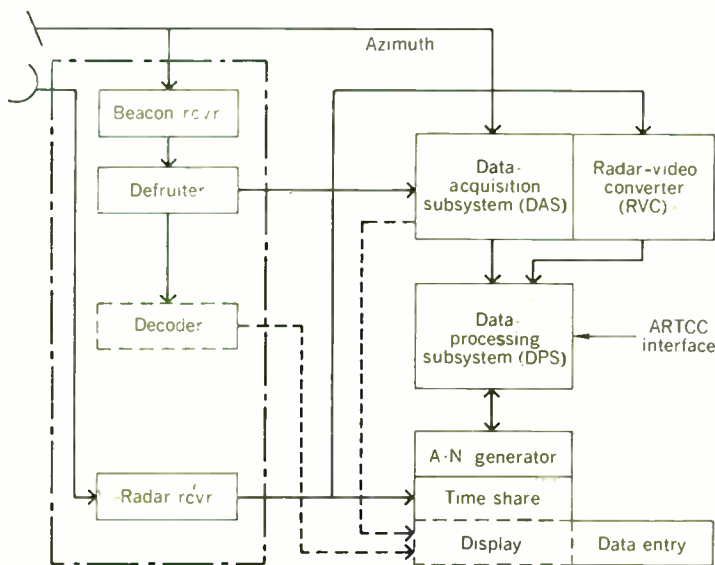 Azimuth
Beacon rcvr
Defruiter
Decoder
Radar rcvr
Data-
acquisition
subsystem (DAS)
Radar-video
converter
(RVC)
Data-
processing
subsystem (DPS)
ARTCC
interface
A-N generator
Time share
Display
Data entry